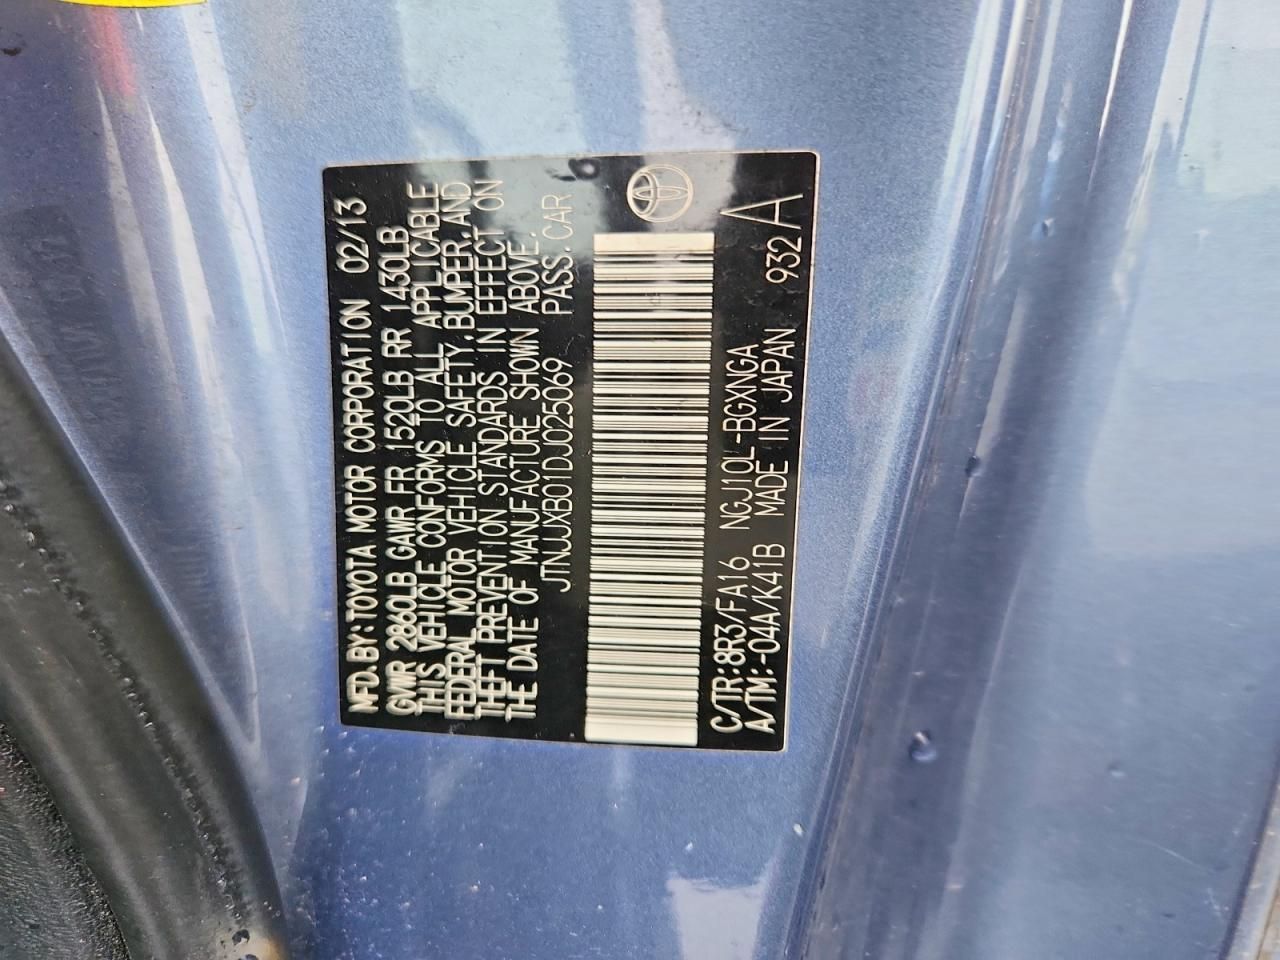 MFD.BY:TOYOTA MOTOR CORPORATION 02/13
GVWR 2860LB GAWR FR 1520LB RR 1430LB
THIS VEHICLE CONFORMS TO ALL APPLICABLE
FEDERAL MOTOR VEHICLE SAFETY,BUMPER,AND
THEFT PREVENTION STANDARDS IN EFFECT ON
THE DATE OF MANUFACTURE SHOWN ABOVE.
JTNJJXB01DJ025069 PASS.CAR
C/TR:8R3/FA16 NGJ10L-BGXNGA
A/TM:-04A/K41B MADE IN JAPAN 932 A